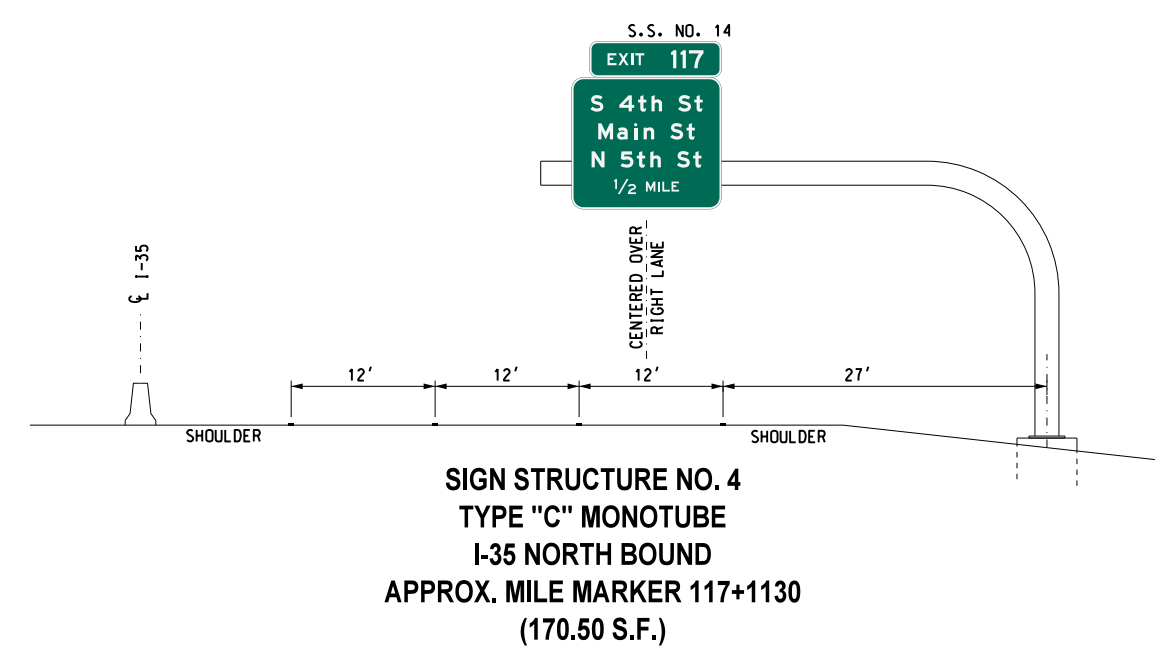 S.S. NO. 14
EXIT 117
S 4th St
Main St
N 5th St
1/2 MILE
CENTERED OVER
RIGHT LANE
℄ I-35
12'
12'
12'
27'
SHOULDER
SHOULDER
SIGN STRUCTURE NO. 4
TYPE "C" MONOTUBE
I-35 NORTH BOUND
APPROX. MILE MARKER 117+1130
(170.50 S.F.)